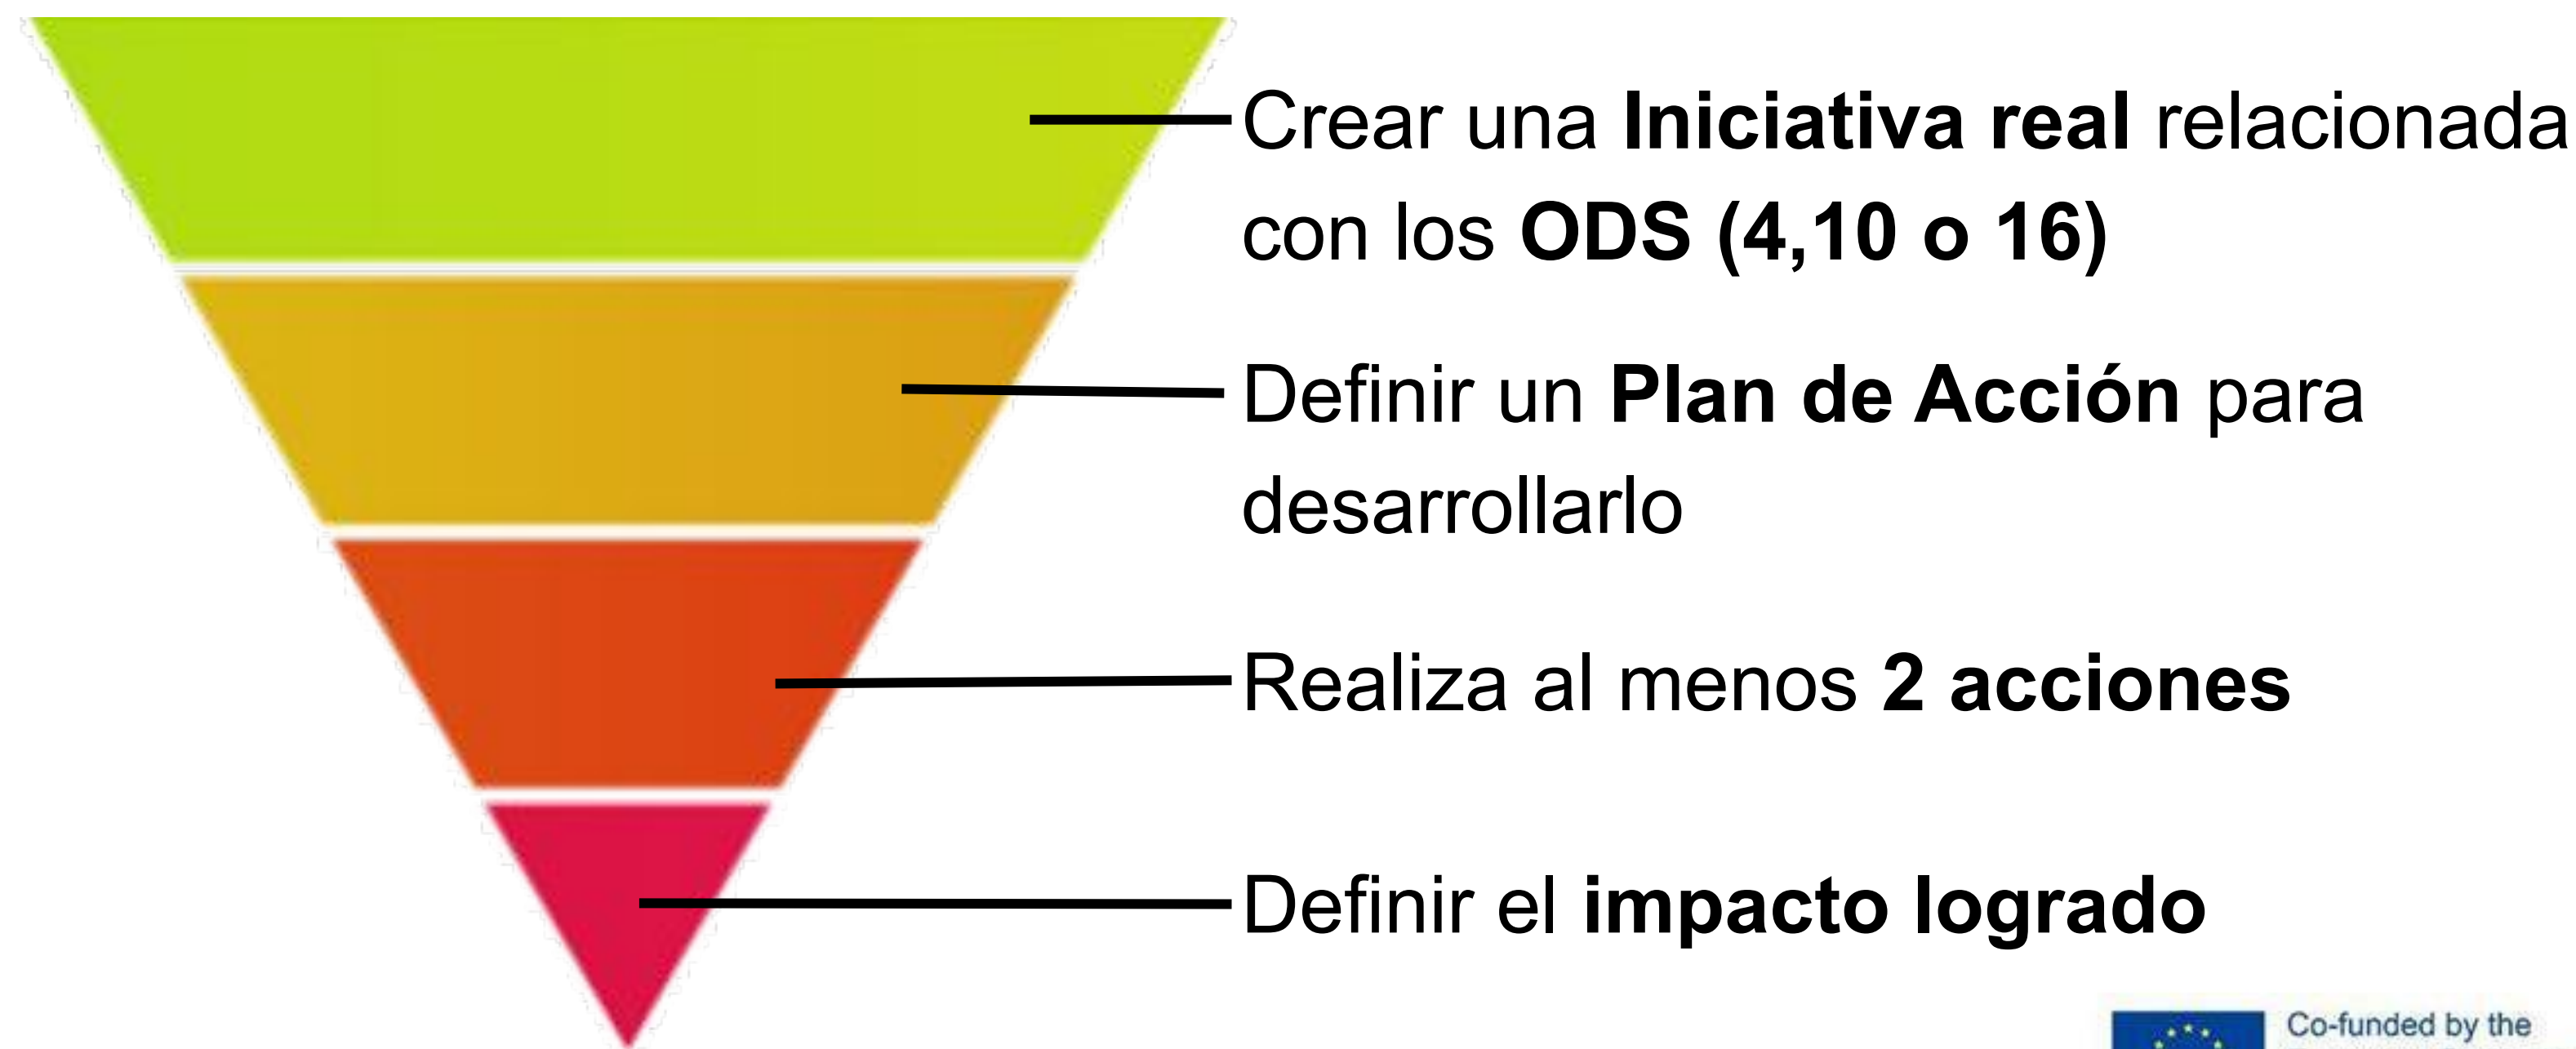 Crear una Iniciativa real relacionada
con los ODS (4,10 o 16)
Definir un Plan de Acción para
desarrollarlo
Realiza al menos 2 acciones
Definir el impacto logrado
Co-funded by the